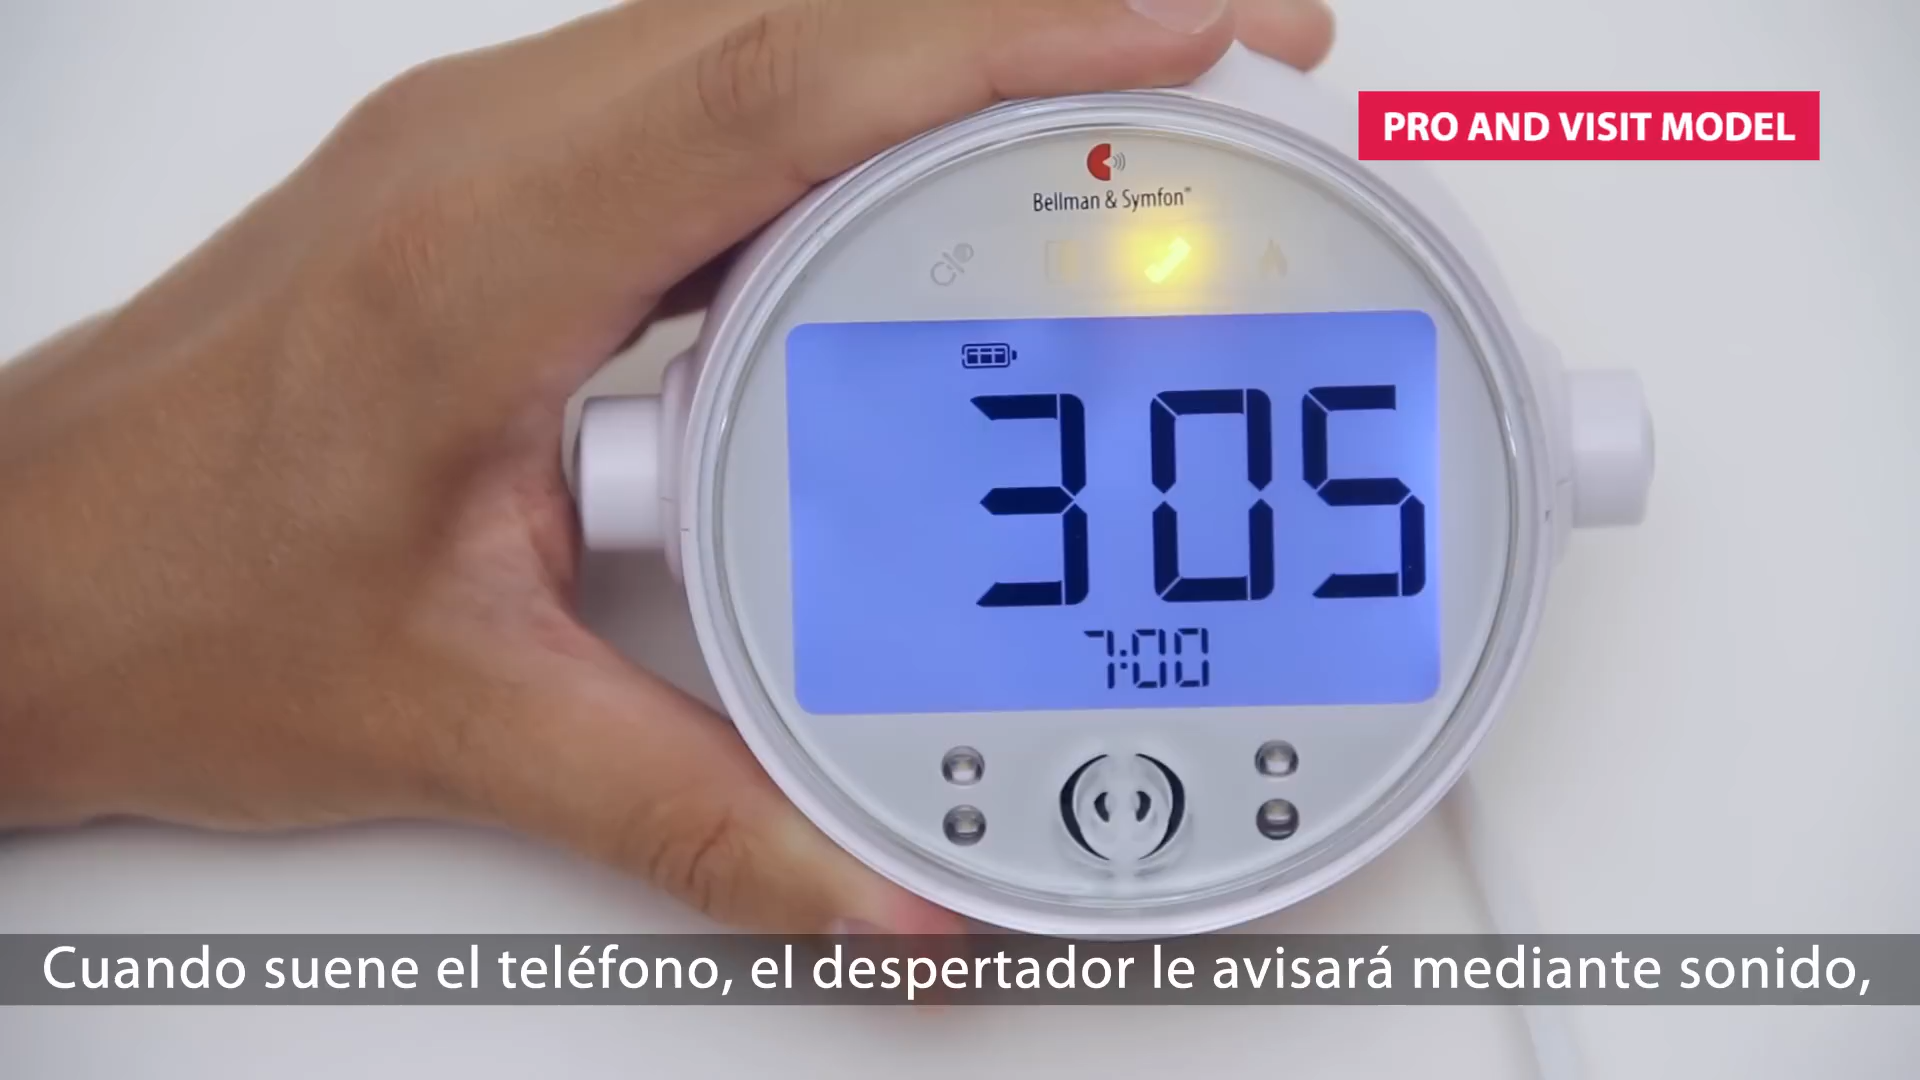 PRO AND VISIT MODEL
Bellman & Symfon®
305
7:00
Cuando suene el teléfono, el despertador le avisará mediante sonido,